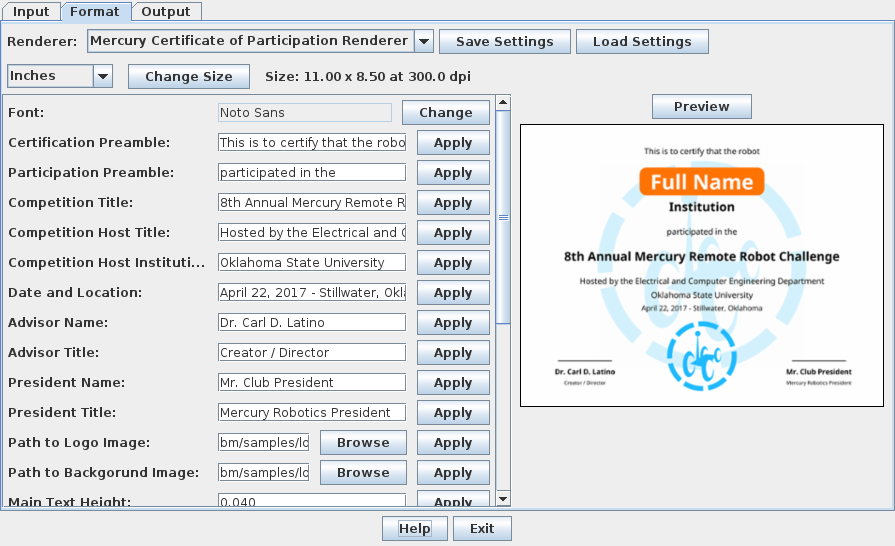 Input Format Output
Renderer: Mercury Certificate of Participation Renderer Save Settings Load Settings
Inches Change Size Size: 11.00 x 8.50 at 300.0 dpi
Font: Noto Sans Change
Certification Preamble: This is to certify that the robo Apply
Participation Preamble: participated in the Apply
Competition Title: 8th Annual Mercury Remote R Apply
Competition Host Title: Hosted by the Electrical and C Apply
Competition Host Instituti... Oklahoma State University Apply
Date and Location: April 22, 2017 - Stillwater, Okla Apply
Advisor Name: Dr. Carl D. Latino Apply
Advisor Title: Creator / Director Apply
President Name: Mr. Club President Apply
President Title: Mercury Robotics President Apply
Path to Logo Image: bm/samples/lo Browse Apply
Path to Backgorund Image: bm/samples/lo Browse Apply
Main Text Height: 0.040 Apply
Preview
This is to certify that the robot
Full Name
Institution
participated in the
8th Annual Mercury Remote Robot Challenge
Hosted by the Electrical and Computer Engineering Department
Oklahoma State University
April 22, 2017 - Stillwater, Oklahoma
Dr. Carl D. Latino
Creator / Director
Mr. Club President
Mercury Robotics President
Help Exit